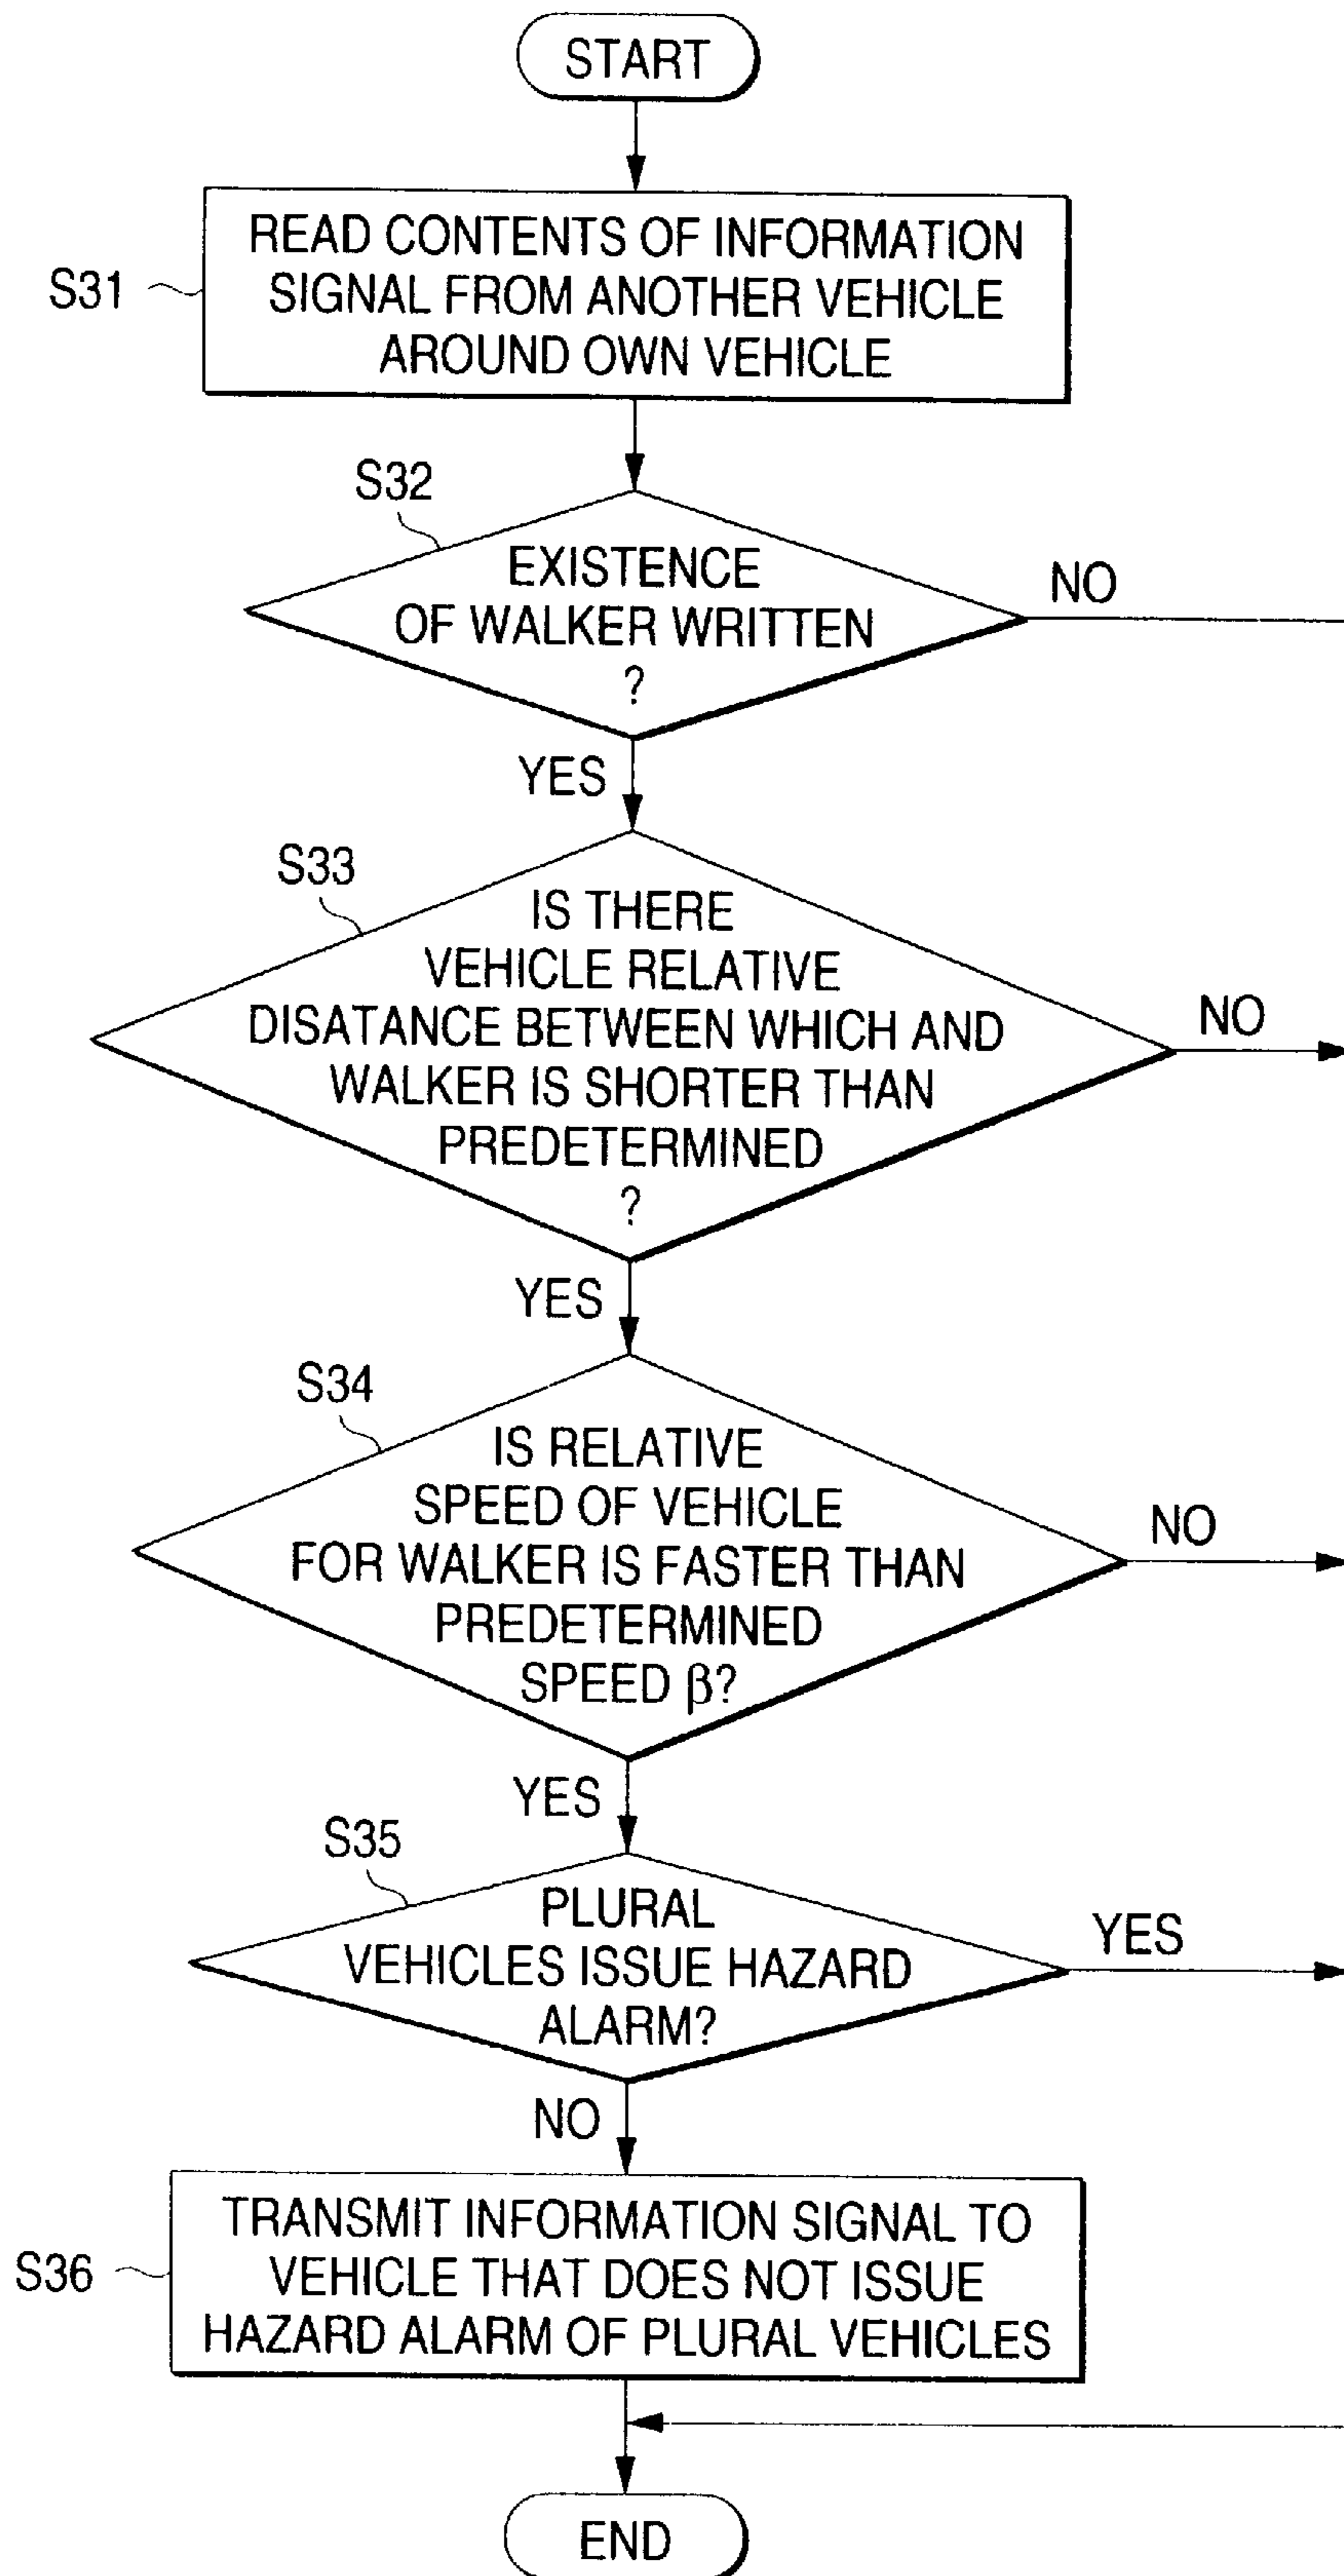 START
S31
READ CONTENTS OF INFORMATION
SIGNAL FROM ANOTHER VEHICLE
AROUND OWN VEHICLE
S32
EXISTENCE
OF WALKER WRITTEN
?
NO
YES
S33
IS THERE
VEHICLE RELATIVE
DISATANCE BETWEEN WHICH AND
WALKER IS SHORTER THAN
PREDETERMINED
?
NO
YES
S34
IS RELATIVE
SPEED OF VEHICLE
FOR WALKER IS FASTER THAN
PREDETERMINED
SPEED β?
NO
YES
S35
PLURAL
VEHICLES ISSUE HAZARD
ALARM?
YES
NO
S36
TRANSMIT INFORMATION SIGNAL TO
VEHICLE THAT DOES NOT ISSUE
HAZARD ALARM OF PLURAL VEHICLES
END